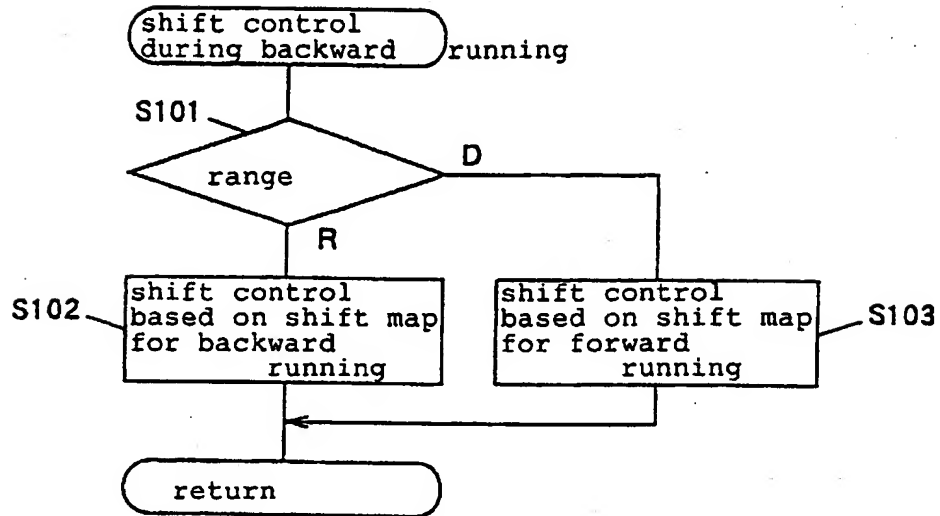 shift control
during backward running
S101
range
D
R
S102
shift control
based on shift map
for backward
running
shift control
based on shift map
for forward
running
S103
return